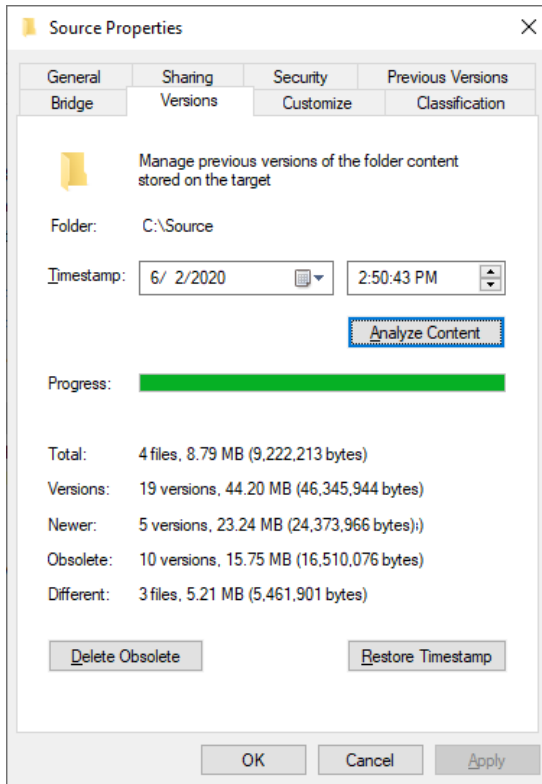 Source Properties
General Sharing Security Previous Versions
Bridge Versions Customize Classification
Manage previous versions of the folder content
stored on the target
Folder: C:\Source
Timestamp: 6/ 2/2020 2:50:43 PM
Analyze Content
Progress:
Total: 4 files, 8.79 MB (9,222,213 bytes)
Versions: 19 versions, 44.20 MB (46,345,944 bytes)
Newer: 5 versions, 23.24 MB (24,373,966 bytes);)
Obsolete: 10 versions, 15.75 MB (16,510,076 bytes)
Different: 3 files, 5.21 MB (5,461,901 bytes)
Delete Obsolete Restore Timestamp
OK Cancel Apply